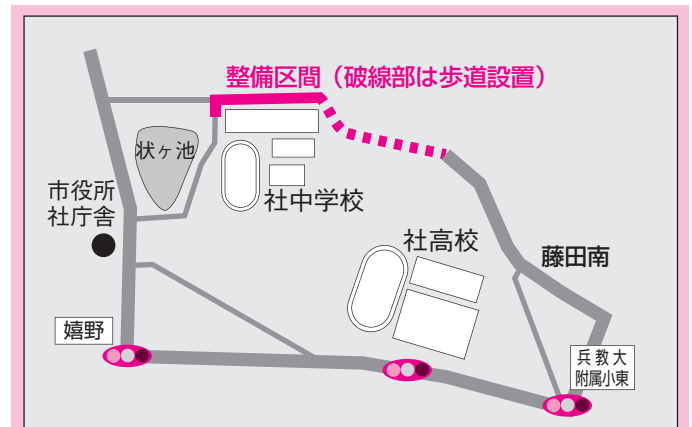 整備区間（破線部は歩道設置）
状ヶ池
市役所
社庁舎
社中学校
社高校
藤田南
嬉野
兵教大
附属小東